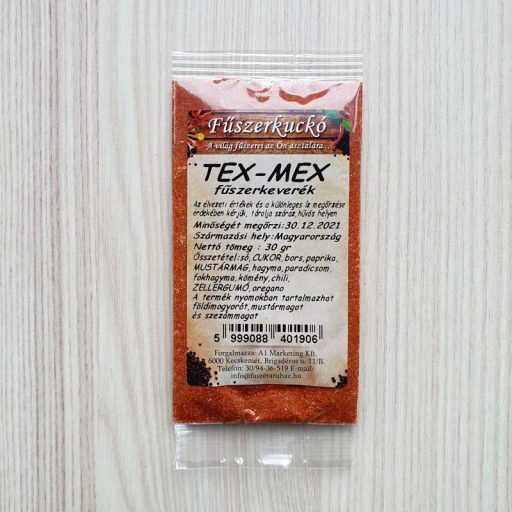 Fűszerkuckó
A világ fűszerei az Ön asztalára...
TEX-MEX
fűszerkeverék
Az élvezeti értékek és a különleges íz megőrzése
érdekében kérjük, tárolja száraz, hűvös helyen
Minőségét megőrzi:30.12.2021
Származási hely:Magyarország
Nettó tömeg : 30 gr
Összetétel:só, CUKOR, bors, paprika,
MUSTÁRMAG, hagyma, paradicsom,
fokhagyma, kömény, chili,
ZELLERGUMÓ, oregano
A termék nyomokban tartalmazhat
földimogyorót, mustármagot
és szezámmagot
5 999088 401906
Forgalmazza: A1 Marketing Kft.
6000 Kecskemét, Brigadéros u. 11/B.
Telefon: 30/94-36-519 E-mail:
info@fuszeraruhaz.hu